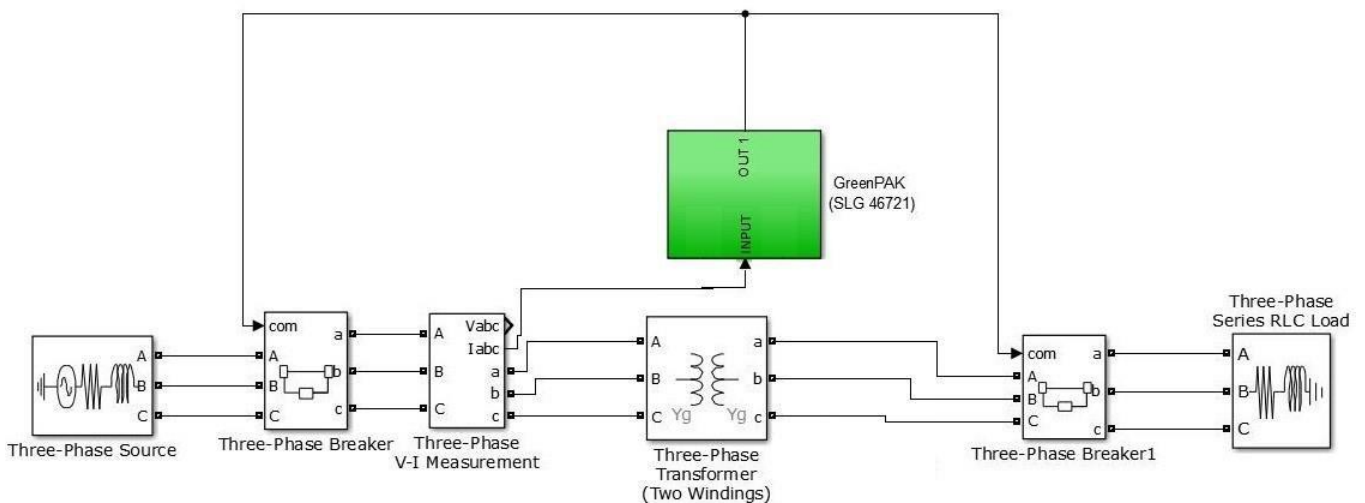 OUT 1
INPUT
GreenPAK
(SLG 46721)
A
B
C
Three-Phase Source
com
A
B
C
a
b
c
Three-Phase Breaker
A
B
C
Vabc
Iabc
a
b
c
Three-Phase
V-I Measurement
A
B
C
Yg
Yg
a
b
c
Three-Phase
Transformer
(Two Windings)
com
A
B
C
a
b
c
Three-Phase Breaker1
Three-Phase
Series RLC Load
A
B
C